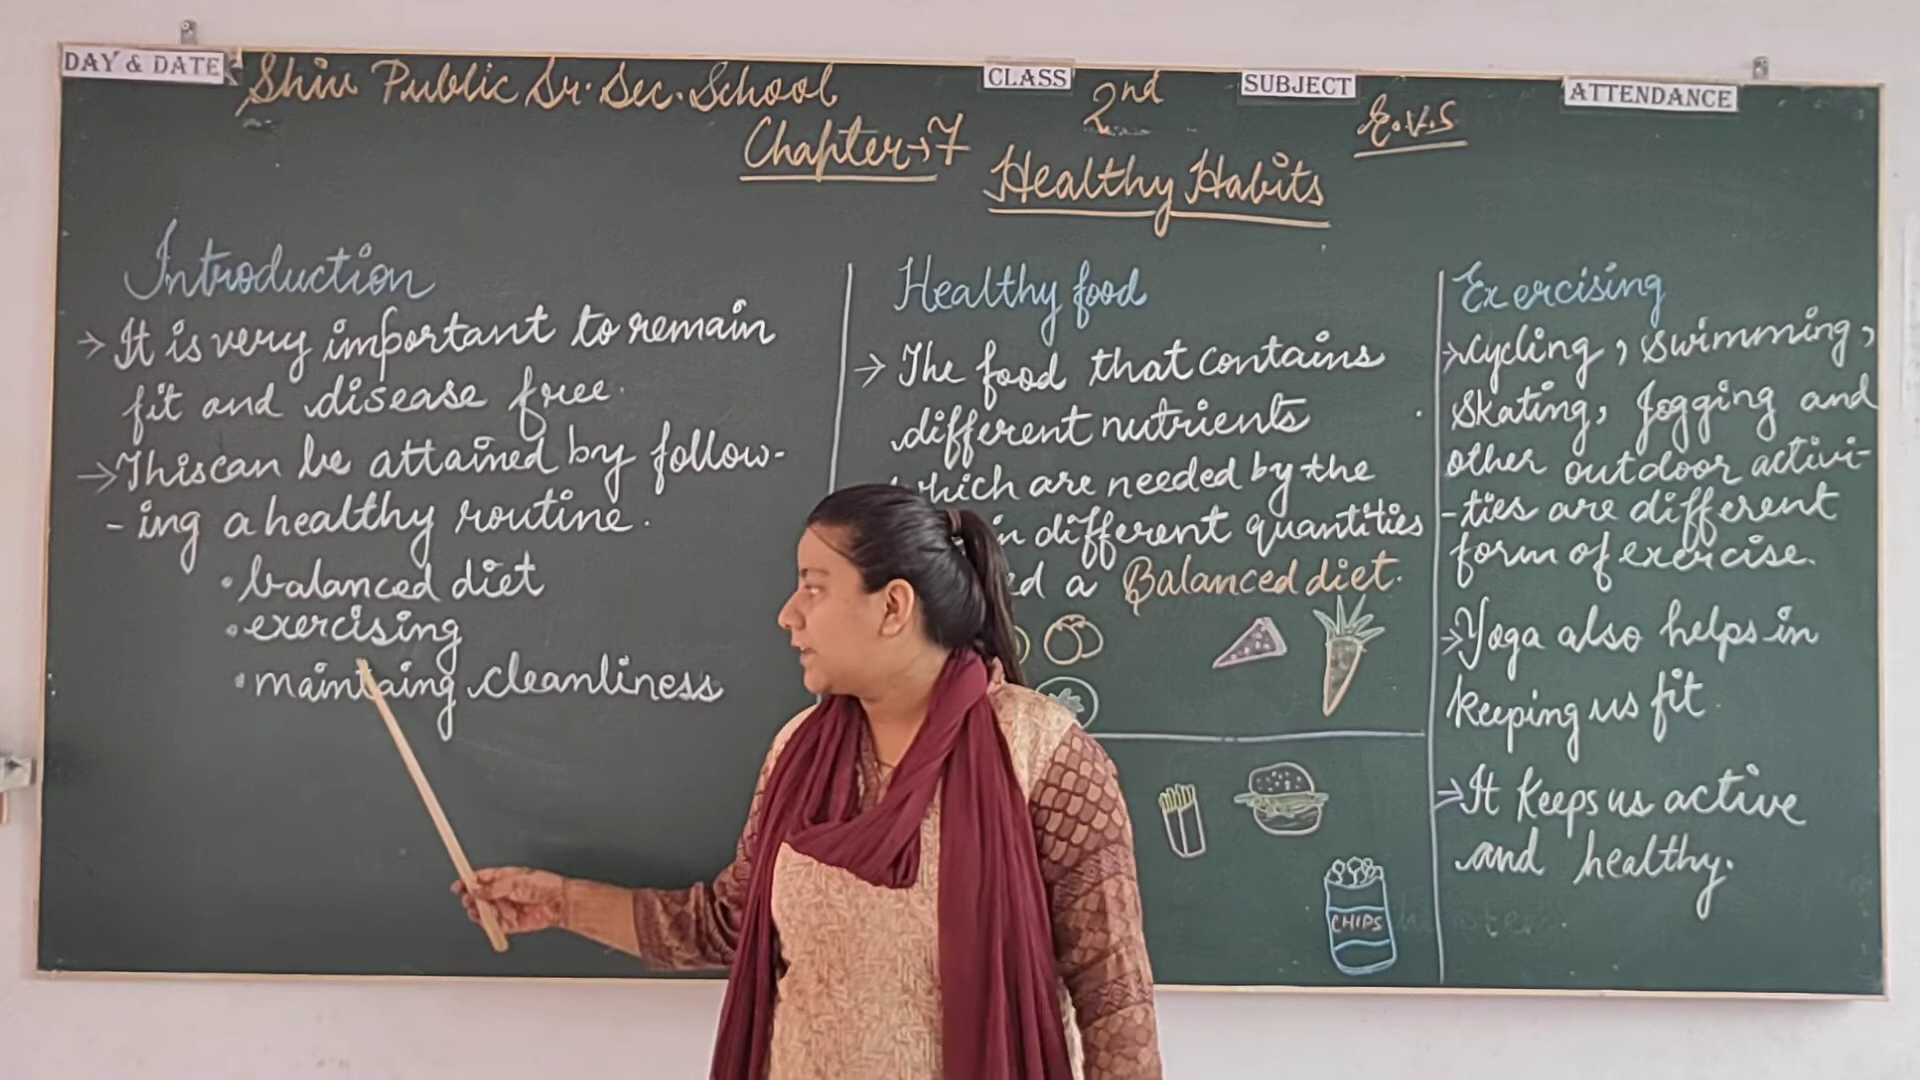 DAY & DATE
Shiv Public Sr. Sec. School
CLASS
2nd
SUBJECT
E.V.S
ATTENDANCE
Chapter→7
Healthy Habits
Introduction
→ It is very important to remain
fit and disease free.
→ This can be attained by follow-
- ing a healthy routine.
• balanced diet
• exercising
• maintaing cleanliness
Healthy food
→ The food that contains
different nutrients
which are needed by the
in different quantities
a Balanced diet.
CHIPS
Exercising
→ cycling, swimming,
skating, jogging and
other outdoor activi-
-ties are different
form of exercise.
→ Yoga also helps in
keeping us fit.
→ It keeps us active
and healthy.